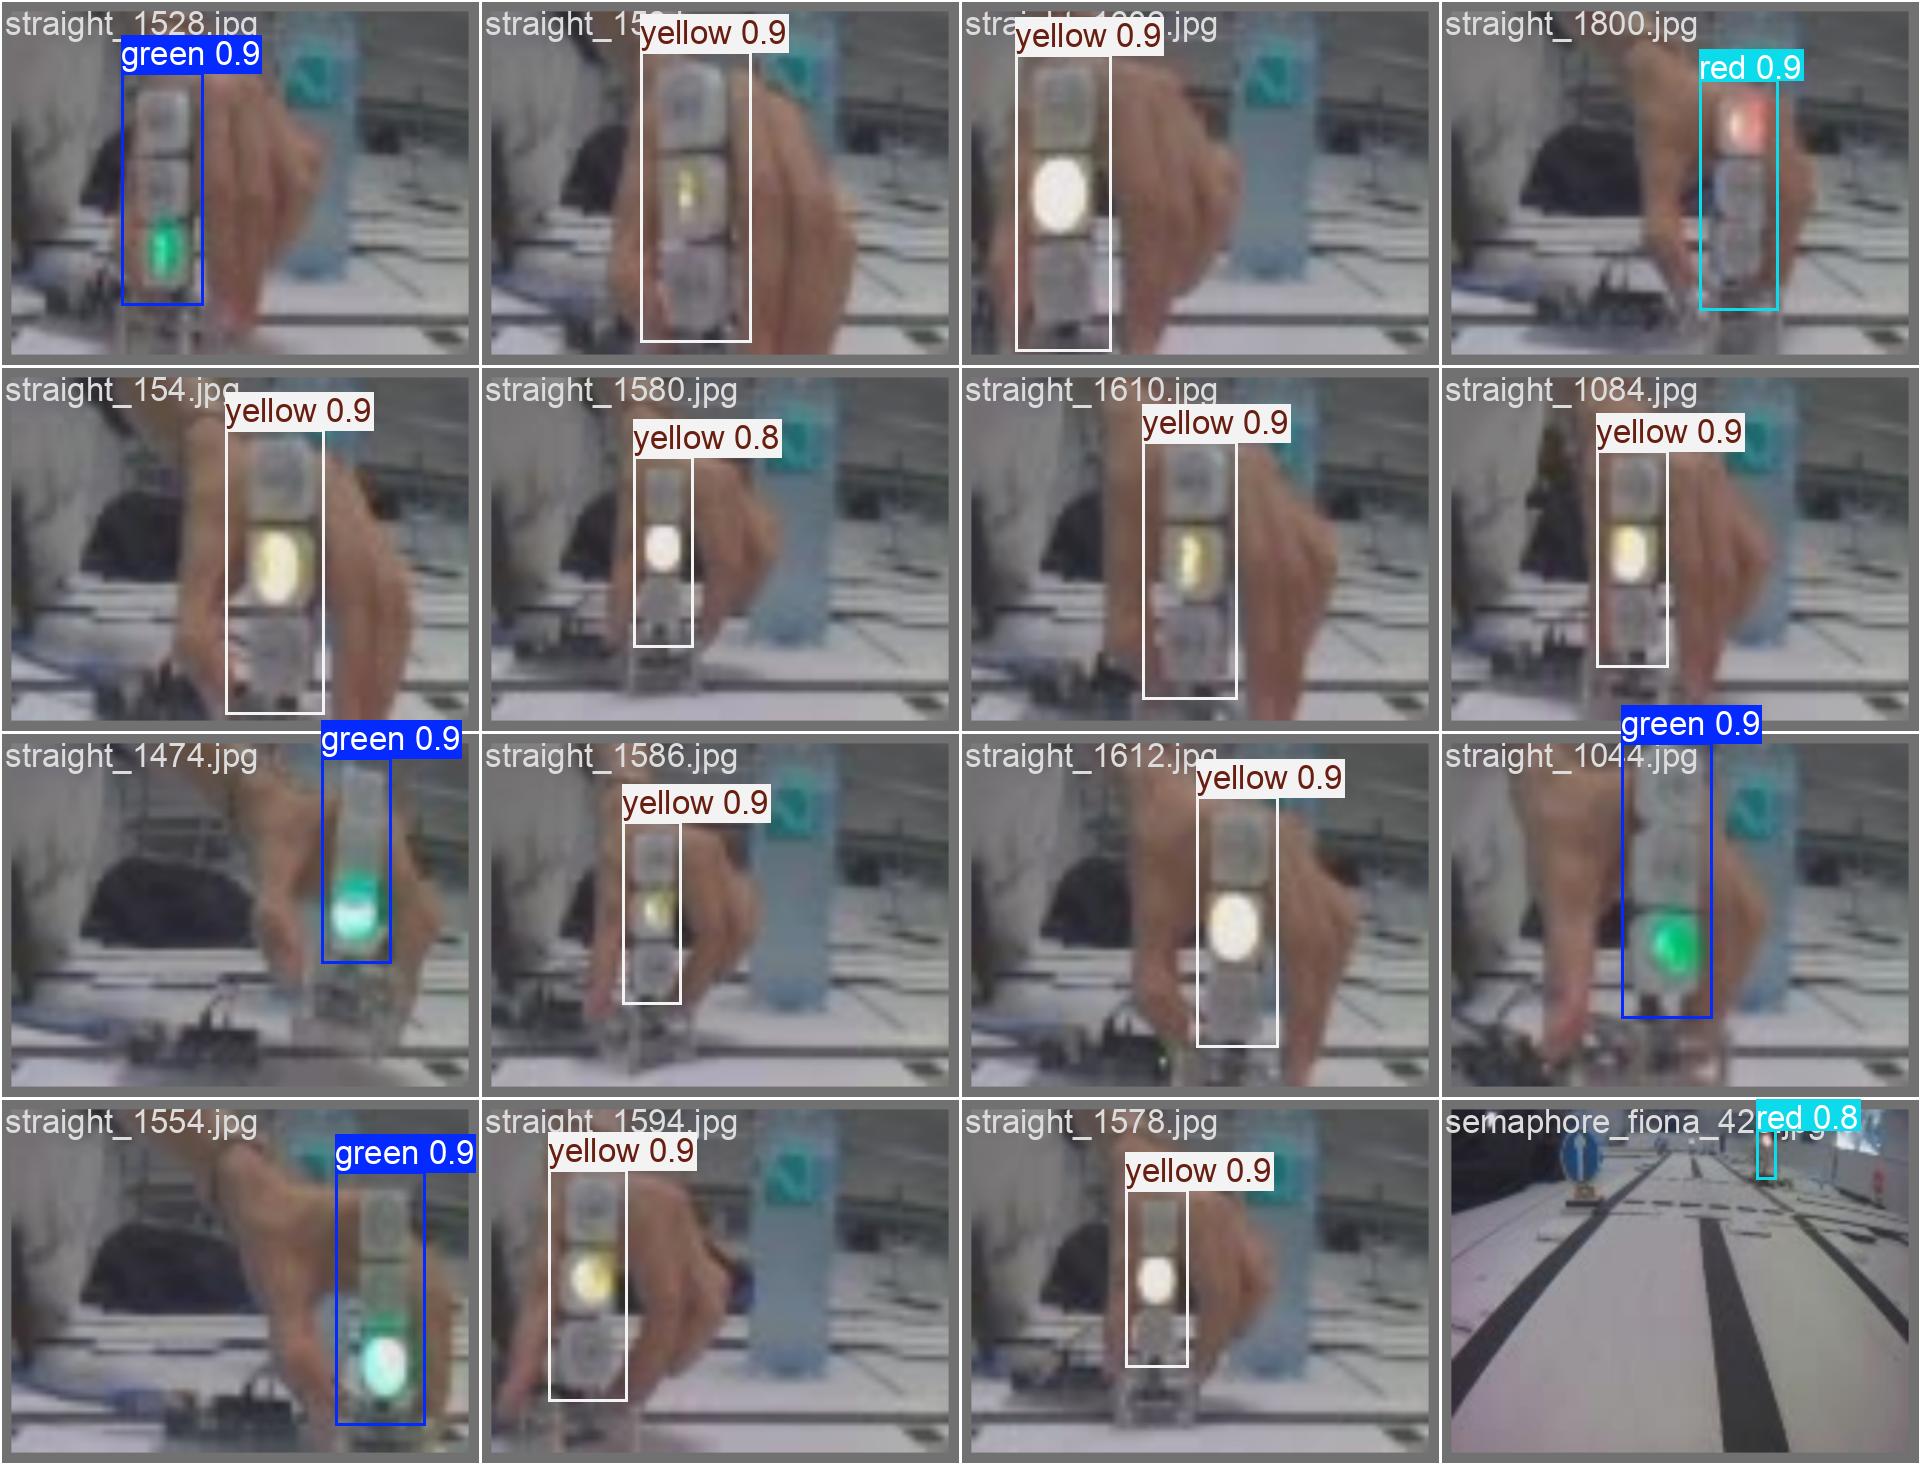 straight_1528.jpg
green 0.9
yellow 0.9
yellow 0.9
straight_1800.jpg
red 0.9
straight_154.jpg
yellow 0.9
straight_1580.jpg
yellow 0.8
straight_1610.jpg
yellow 0.9
straight_1084.jpg
yellow 0.9
straight_1474.jpg
green 0.9
straight_1586.jpg
yellow 0.9
straight_1612.jpg
yellow 0.9
straight_1044.jpg
green 0.9
straight_1554.jpg
green 0.9
straight_1594.jpg
yellow 0.9
straight_1578.jpg
yellow 0.9
red 0.8